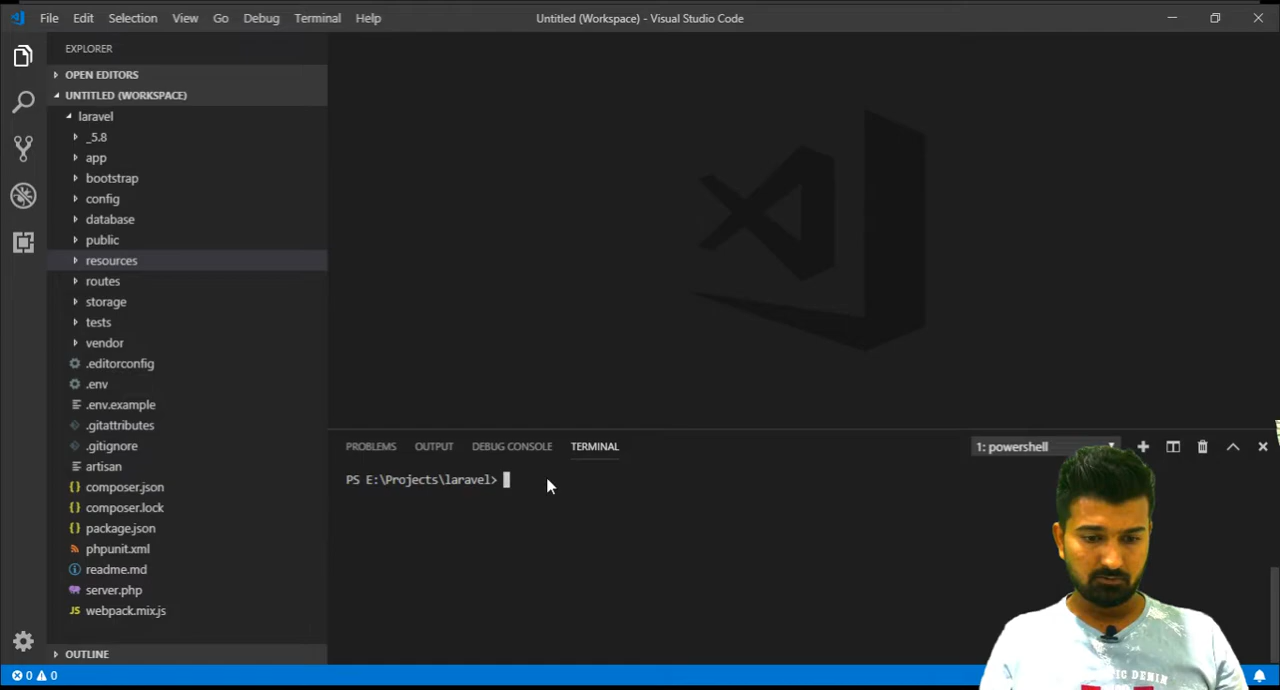 File Edit Selection View Go Debug Terminal Help Untitled (Workspace) - Visual Studio Code
EXPLORER
OPEN EDITORS
UNTITLED (WORKSPACE)
laravel
_5.8
app
bootstrap
config
database
public
resources
routes
storage
tests
vendor
.editorconfig
.env
.env.example
.gitattributes
.gitignore
artisan
{} composer.json
{} composer.lock
{} package.json
phpunit.xml
readme.md
server.php
JS webpack.mix.js
OUTLINE
PROBLEMS OUTPUT DEBUG CONSOLE TERMINAL 1: powershell
PS E:\Projects\laravel>
0 0